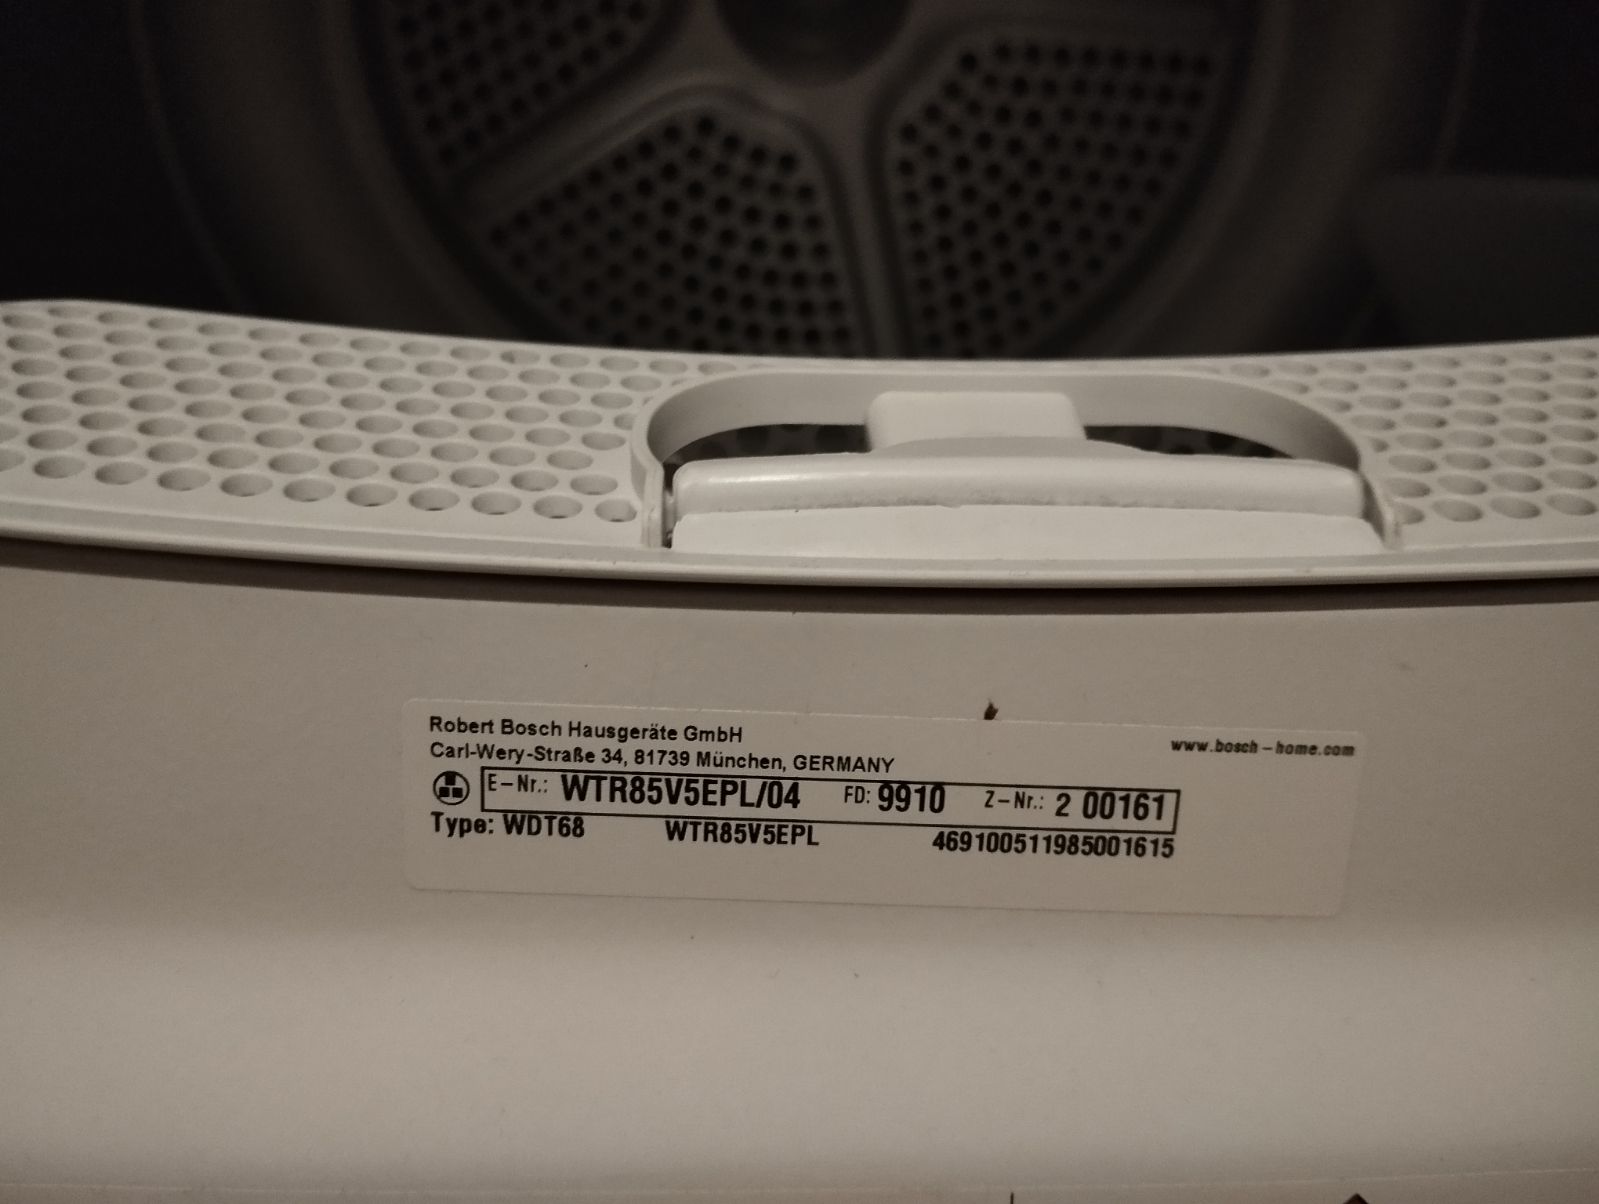 Robert Bosch Hausgeräte GmbH
Carl-Wery-Straße 34, 81739 München, GERMANY
www.bosch-home.com
E-Nr.: WTR85V5EPL/04 FD: 9910 Z-Nr.: 2 00161
Type: WDT68 WTR85V5EPL 469100511985001615